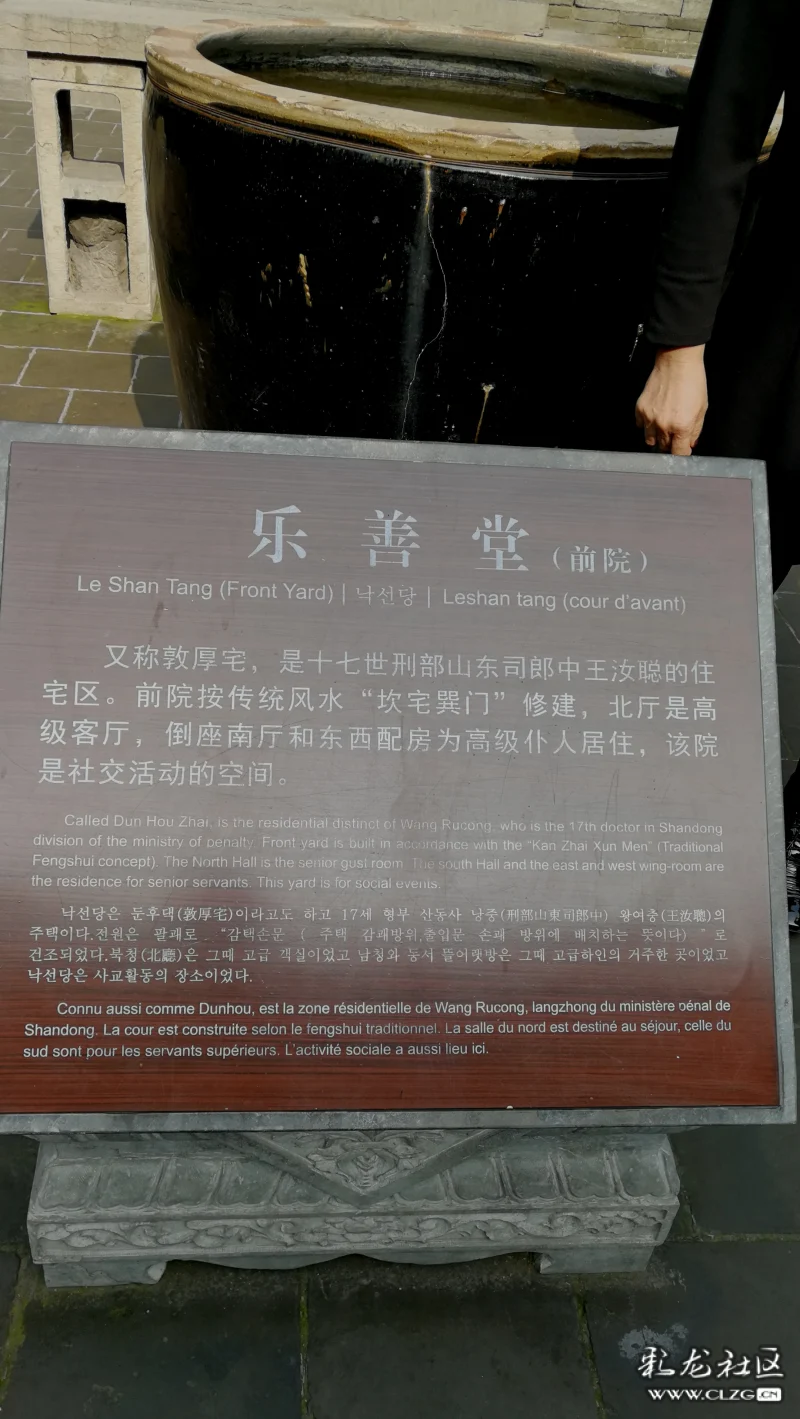 乐善堂（前院）
Le Shan Tang (Front Yard) | 낙선당 | Leshan tang (cour d'avant)
又称敦厚宅，是十七世刑部山东司郎中王汝聪的住
宅区。前院按传统风水“坎宅巽门”修建，北厅是高
级客厅，倒座南厅和东西配房为高级仆人居住，该院
是社交活动的空间。
Called Dun Hou Zhai, is the residential distinct of Wang Rucong, who is the 17th doctor in Shandong
division of the ministry of penalty. Front yard is built in accordance with the "Kan Zhai Xun Men" (Traditional
Fengshui concept). The North Hall is the senior gust room. The south Hall and the east and west wing-room are
the residence for senior servants. This yard is for social events.
낙선당은 둔후댁(敦厚宅)이라고도 하고 17세 형부 산동사 낭중(刑部山東司郎中) 왕여총(王汝聰)의
주택이다.전원은 팔괘로 “감택손문 ( 주택 감괘방위,출입문 손괘 방위에 배치하는 뜻이다) ”로
건조되었다.북청(北廳)은 그때 고급 객실이었고 남청와 동서 뜰아랫방은 그때 고급하인의 거주한 곳이었고
낙선당은 사교활동의 장소이었다.
Connu aussi comme Dunhou, est la zone résidentielle de Wang Rucong, langzhong du ministère pénal de
Shandong. La cour est construite selon le fengshui traditionnel. La salle du nord est destiné au séjour, celle du
sud sont pour les servants supérieurs. L'activité sociale a aussi lieu ici.
彩龙社区
WWW.CLZG.CN